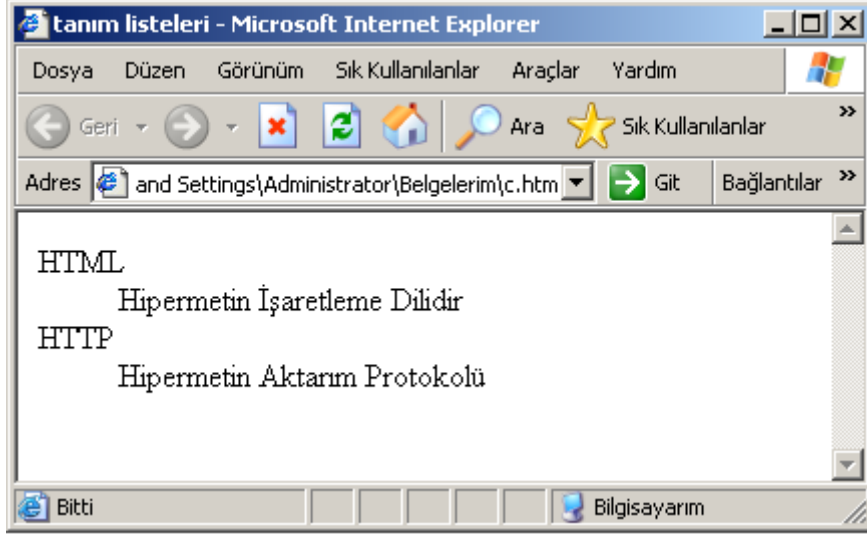 tanım listeleri - Microsoft Internet Explorer
Dosya Düzen Görünüm Sık Kullanılanlar Araçlar Yardım
Geri Ara Sık Kullanılanlar »
Adres and Settings\Administrator\Belgelerim\c.htm Git Bağlantılar »
HTML
Hipermetin İşaretleme Dilidir
HTTP
Hipermetin Aktarım Protokolü
Bitti Bilgisayarım